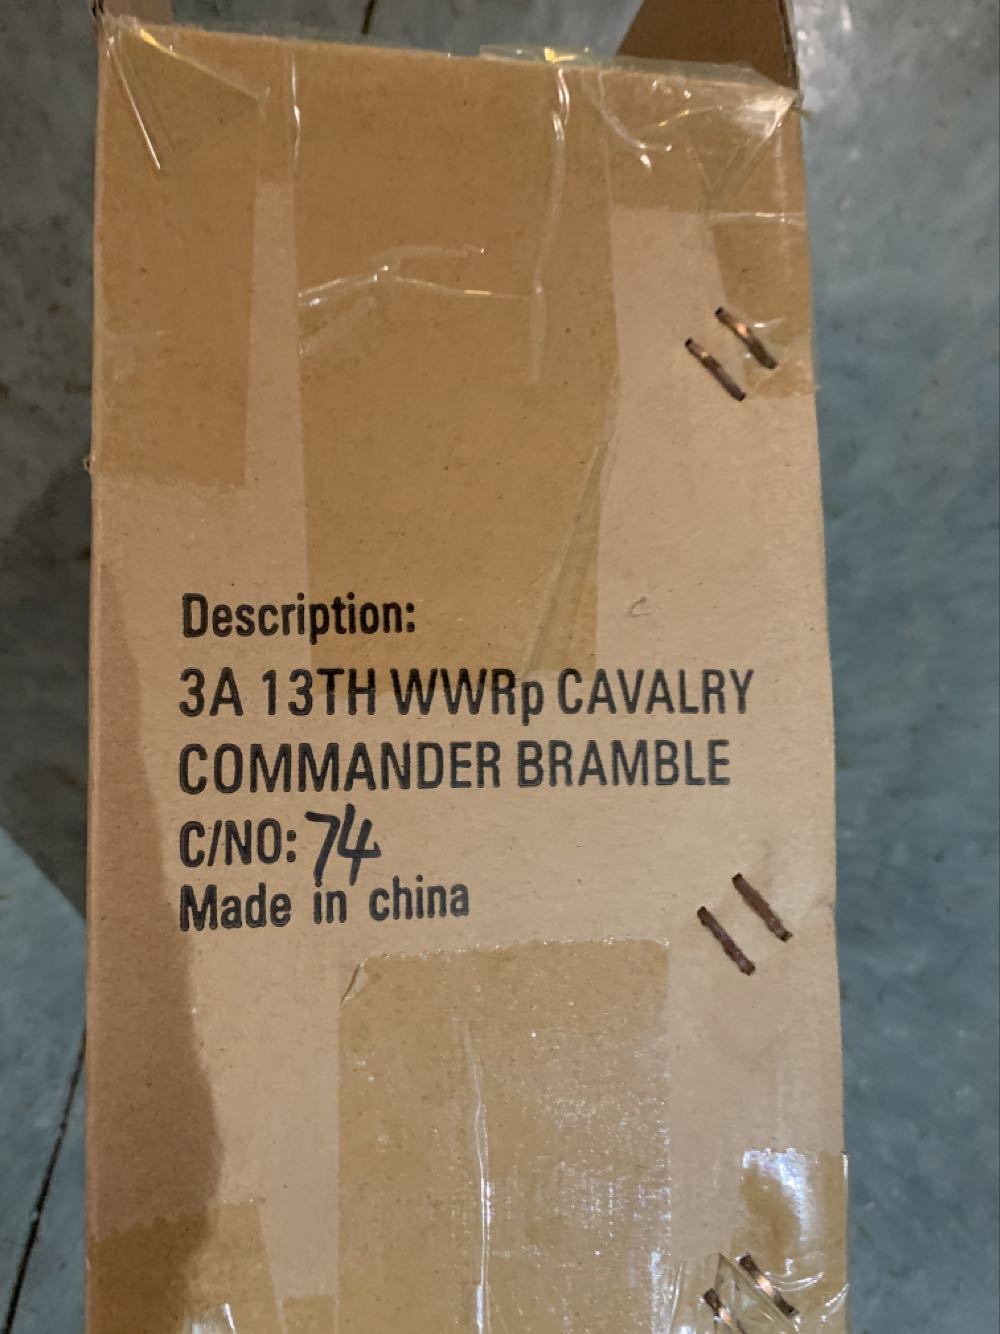 Description:
3A 13TH WWRp CAVALRY
COMMANDER BRAMBLE
C/NO: 74
Made in china